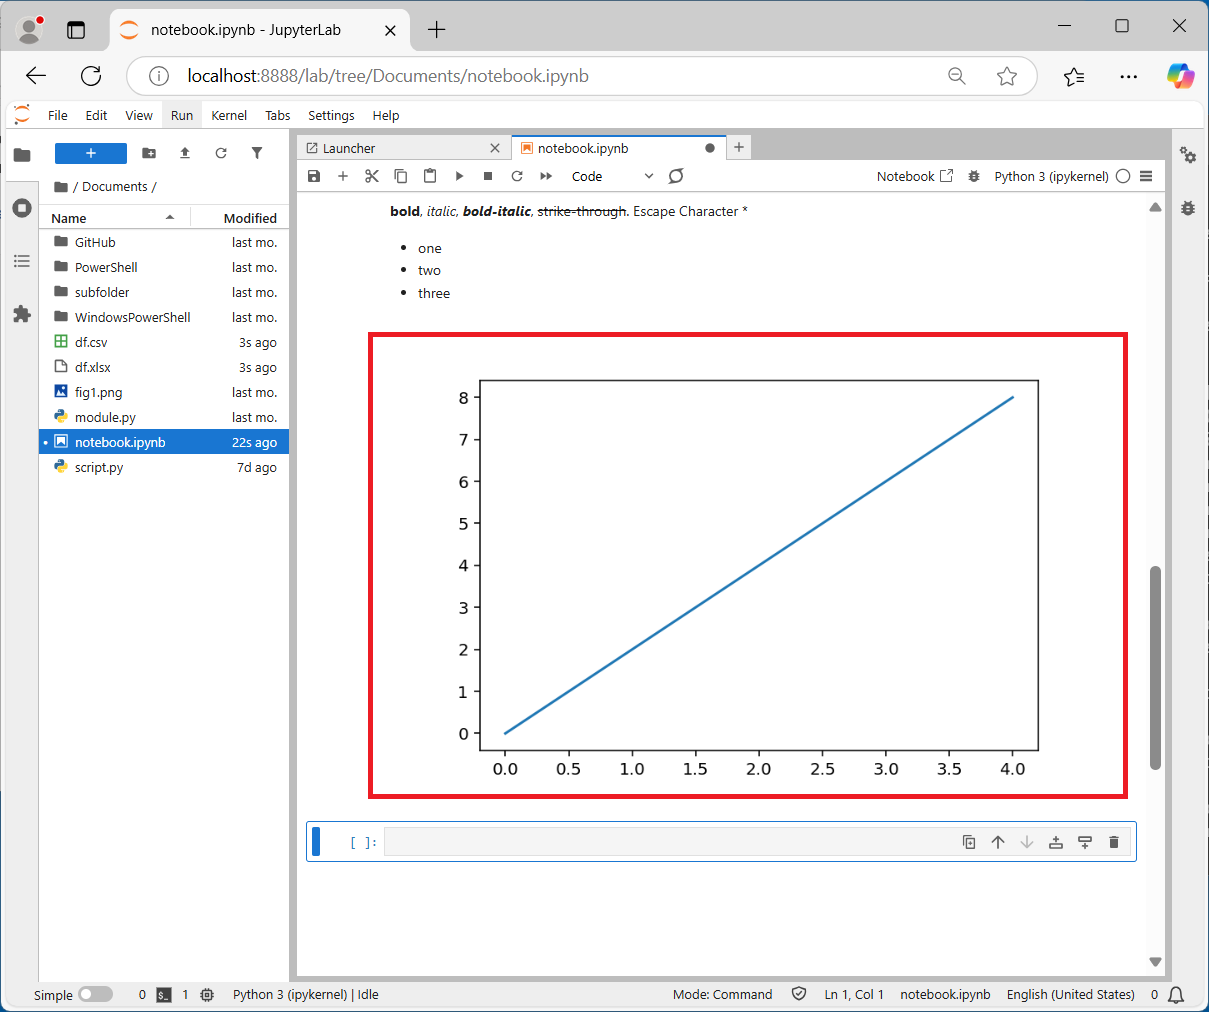 notebook.ipynb - JupyterLab
localhost:8888/lab/tree/Documents/notebook.ipynb
File Edit View Run Kernel Tabs Settings Help
Launcher notebook.ipynb
Code Notebook Python 3 (ipykernel)
/ Documents /
Name Modified
GitHub last mo.
PowerShell last mo.
subfolder last mo.
WindowsPowerShell last mo.
df.csv 3s ago
df.xlsx 3s ago
fig1.png last mo.
module.py last mo.
notebook.ipynb 22s ago
script.py 7d ago
bold, italic, bold-italic, strike-through. Escape Character *
• one
• two
• three
8
7
6
5
4
3
2
1
0
0.0 0.5 1.0 1.5 2.0 2.5 3.0 3.5 4.0
[ ]:
Simple 0 $_ 1 Python 3 (ipykernel) | Idle Mode: Command Ln 1, Col 1 notebook.ipynb English (United States) 0